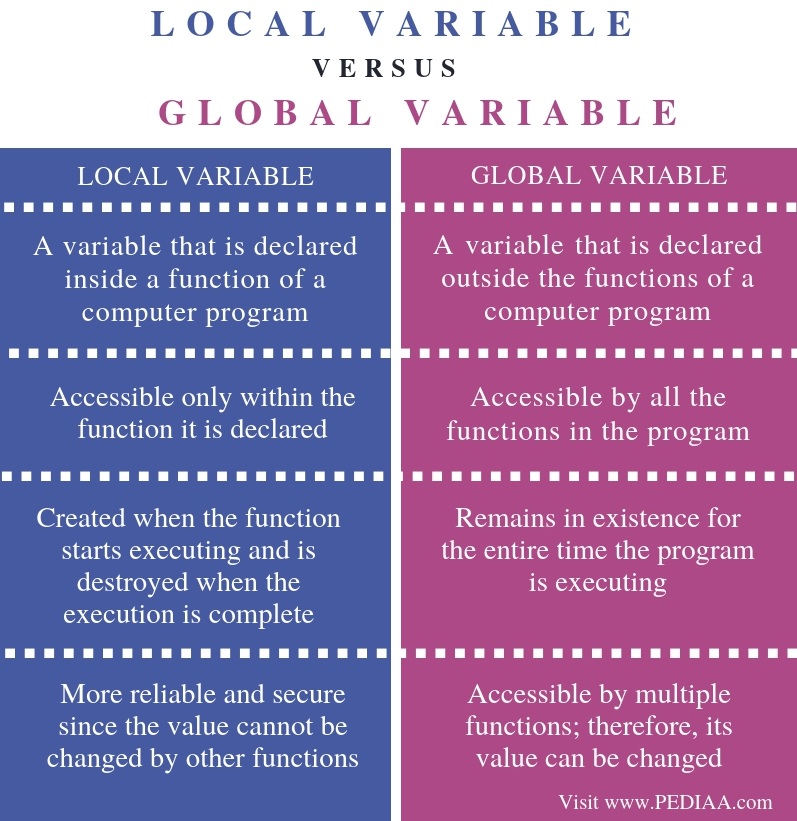 LOCAL VARIABLE
VERSUS
GLOBAL VARIABLE
LOCAL VARIABLE
A variable that is declared
inside a function of a
computer program
Accessible only within the
function it is declared
Created when the function
starts executing and is
destroyed when the
execution is complete
More reliable and secure
since the value cannot be
changed by other functions
GLOBAL VARIABLE
A variable that is declared
outside the functions of a
computer program
Accessible by all the
functions in the program
Remains in existence for
the entire time the program
is executing
Accessible by multiple
functions; therefore, its
value can be changed
Visit www.PEDIAA.com